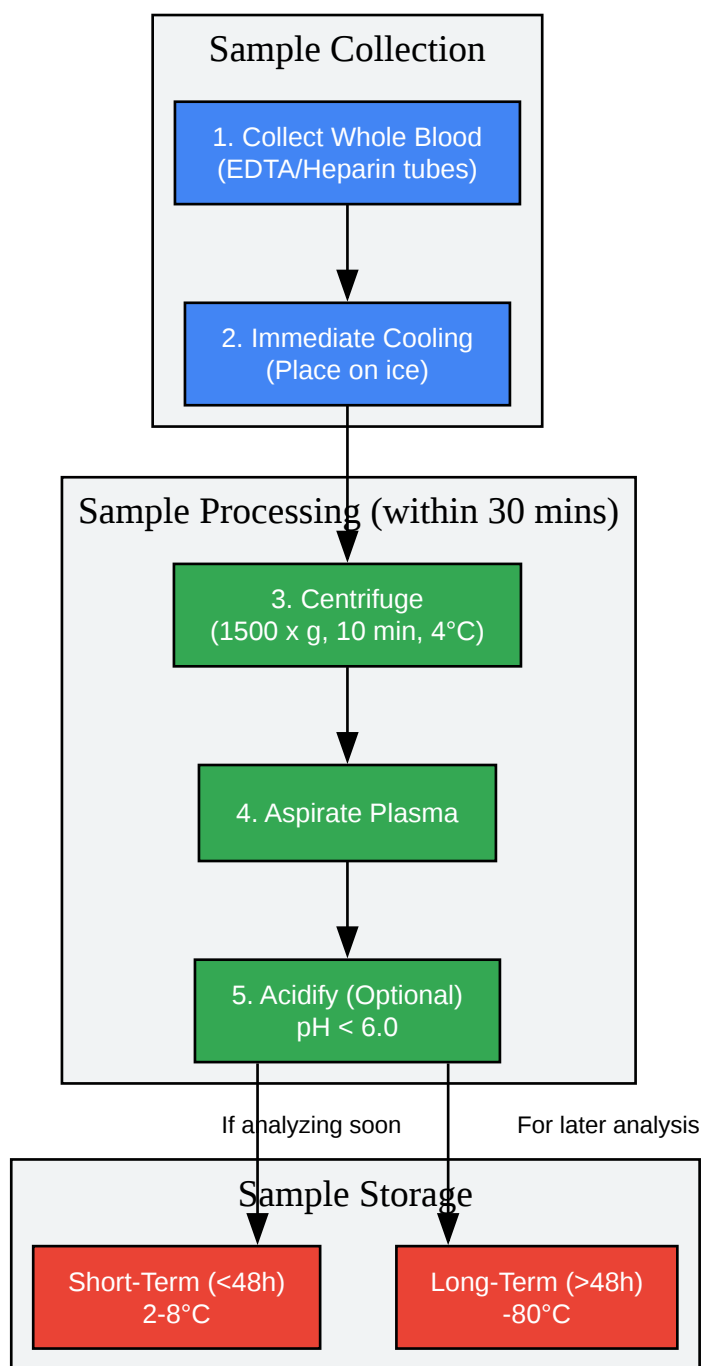 Sample Collection
1. Collect Whole Blood
(EDTA/Heparin tubes)
2. Immediate Cooling
(Place on ice)
Sample Processing (within 30 mins)
3. Centrifuge
(1500 x g, 10 min, 4°C)
4. Aspirate Plasma
5. Acidify (Optional)
pH < 6.0
If analyzing soon
For later analysis
Sample Storage
Short-Term (<48h)
2-8°C
Long-Term (>48h)
-80°C